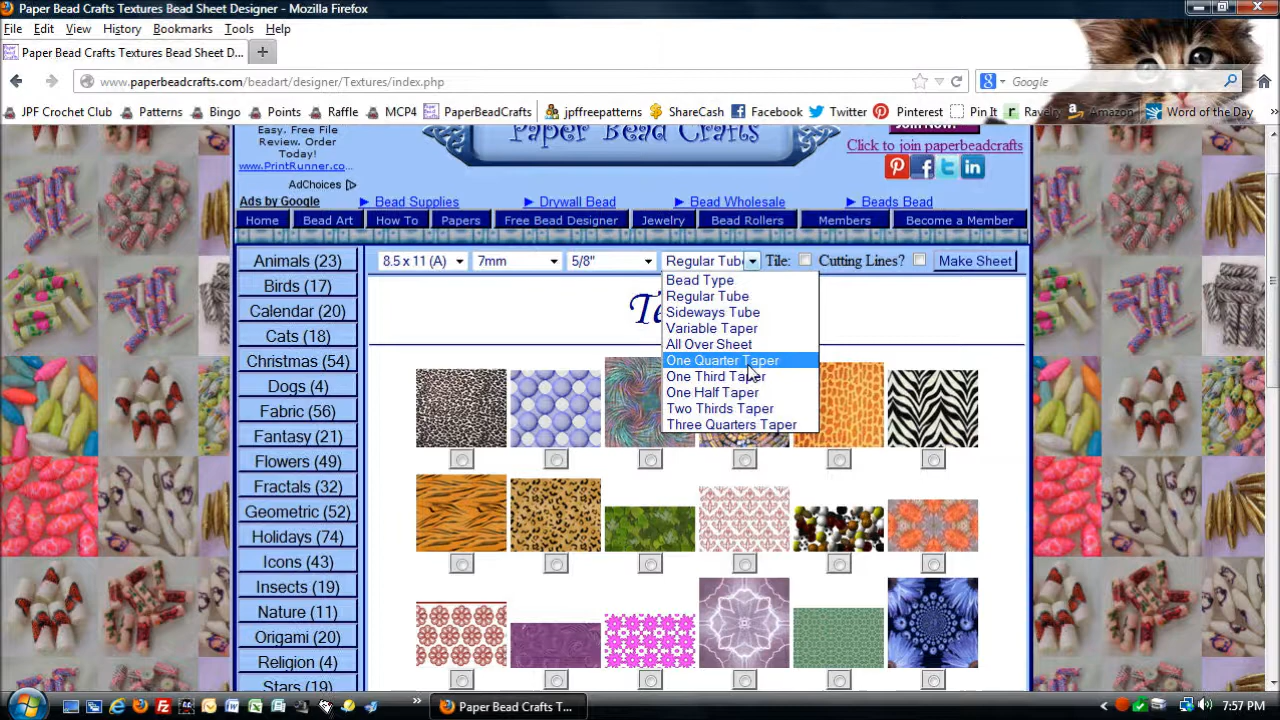 Paper Bead Crafts Textures Bead Sheet Designer - Mozilla Firefox
File Edit View History Bookmarks Tools Help
Paper Bead Crafts Textures Bead Sheet D...
www.paperbeadcrafts.com/beadart/designer/Textures/index.php
Google
JPF Crochet Club Patterns Bingo Points Raffle MCP4 PaperBeadCrafts jpffreepatterns ShareCash Facebook Twitter Pinterest Pin It Ravelry Amazon Word of the Day
Easy. Free File
Review. Order
Today!
www.PrintRunner.co...
AdChoices
Paper Bead Crafts
Join Now!
Click to join paperbeadcrafts
Ads by Google Bead Supplies Drywall Bead Bead Wholesale Beads Bead
Home Bead Art How To Papers Free Bead Designer Jewelry Bead Rollers Members Become a Member
8.5 x 11 (A) 7mm 5/8" Regular Tube Tile: Cutting Lines? Make Sheet
Bead Type
Regular Tube
Sideways Tube
Variable Taper
All Over Sheet
One Quarter Taper
One Third Taper
One Half Taper
Two Thirds Taper
Three Quarters Taper
Te
Animals (23)
Birds (17)
Calendar (20)
Cats (18)
Christmas (54)
Dogs (4)
Fabric (56)
Fantasy (31)
Flowers (49)
Fractals (32)
Geometric (52)
Holidays (74)
Icons (43)
Insects (19)
Nature (11)
Origami (20)
Religion (4)
Stars (19)
Paper Bead Crafts T...
7:57 PM